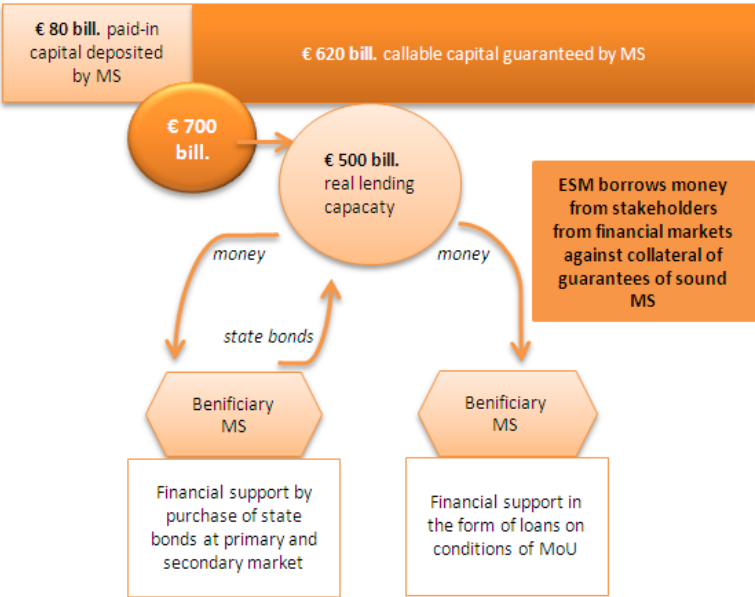 € 80 bill. paid-in
capital deposited
by MS
€ 620 bill. callable capital guaranteed by MS
€ 700
bill.
€ 500 bill.
real lending
capacaty
ESM borrows money
from stakeholders
from financial markets
against collateral of
guarantees of sound
MS
money
money
state bonds
Benificiary
MS
Benificiary
MS
Financial support by
purchase of state
bonds at primary and
secondary market
Financial support in
the form of loans on
conditions of MoU